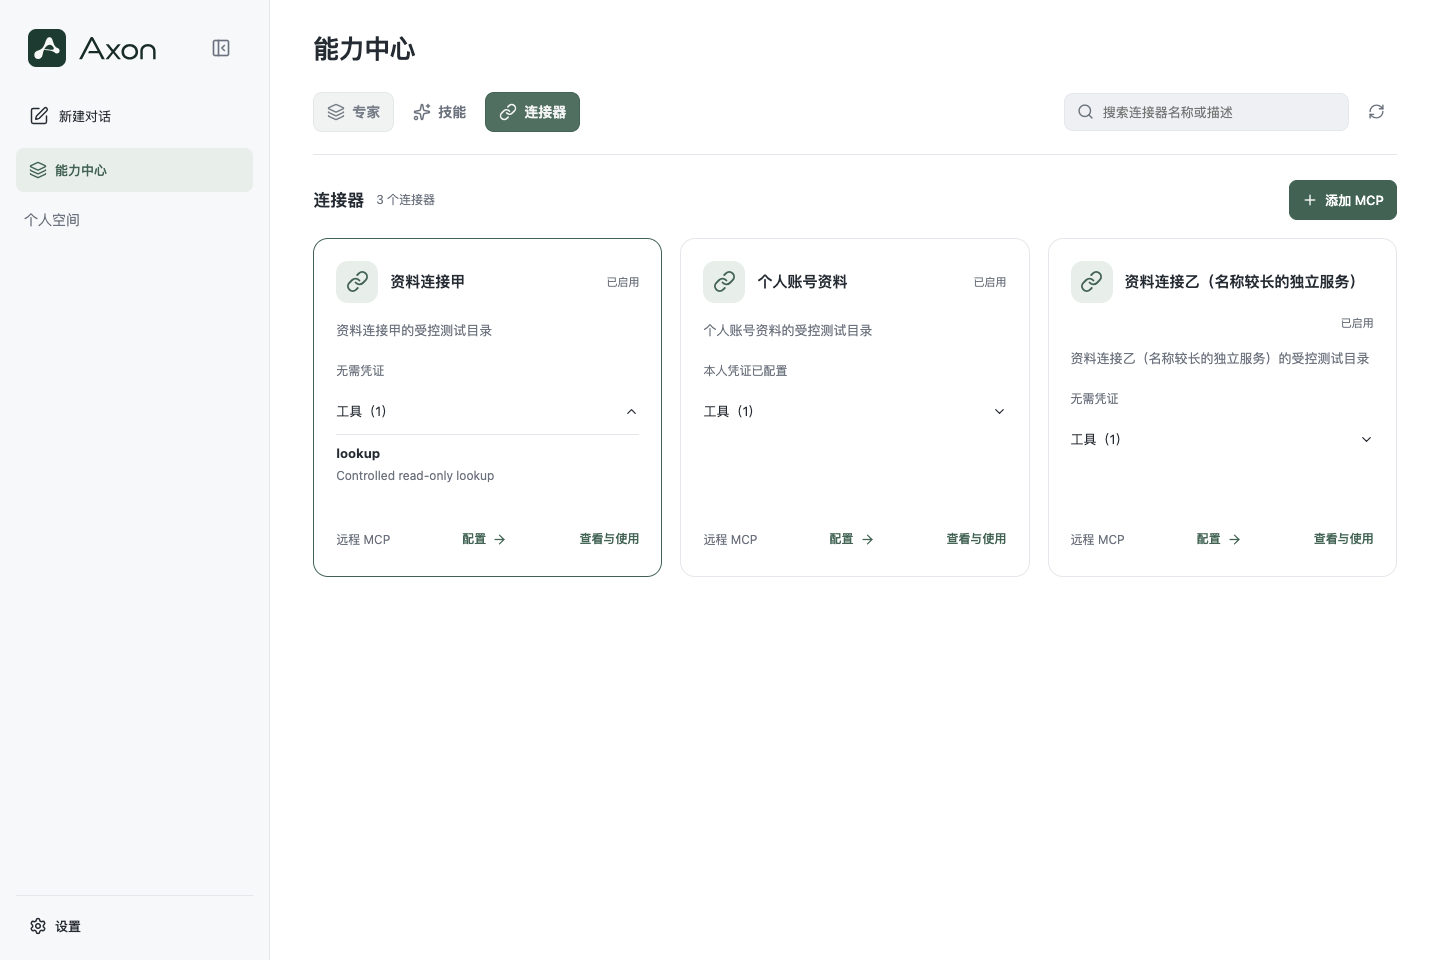 Axon
新建对话
能力中心
个人空间
设置
能力中心
专家
技能
连接器
搜索连接器名称或描述
连接器 3 个连接器
添加 MCP
资料连接甲
已启用
资料连接甲的受控测试目录
无需凭证
工具（1）
lookup
Controlled read-only lookup
远程 MCP
配置
查看与使用
个人账号资料
已启用
个人账号资料的受控测试目录
本人凭证已配置
工具（1）
远程 MCP
配置
查看与使用
资料连接乙（名称较长的独立服务）
已启用
资料连接乙（名称较长的独立服务）的受控测试目录
无需凭证
工具（1）
远程 MCP
配置
查看与使用